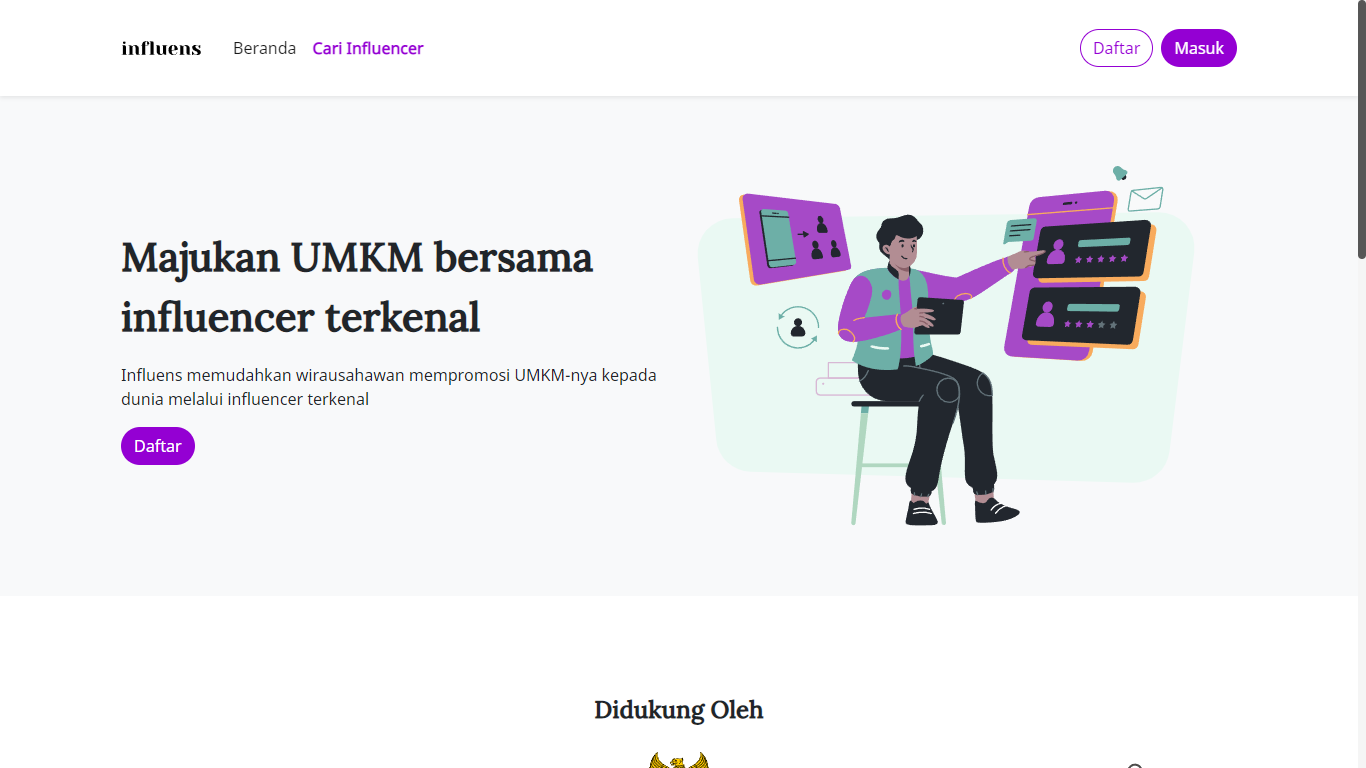 influens
Beranda
Cari Influencer
Daftar
Masuk
Majukan UMKM bersama
influencer terkenal
Influens memudahkan wirausahawan mempromosi UMKM-nya kepada
dunia melalui influencer terkenal
Daftar
Didukung Oleh